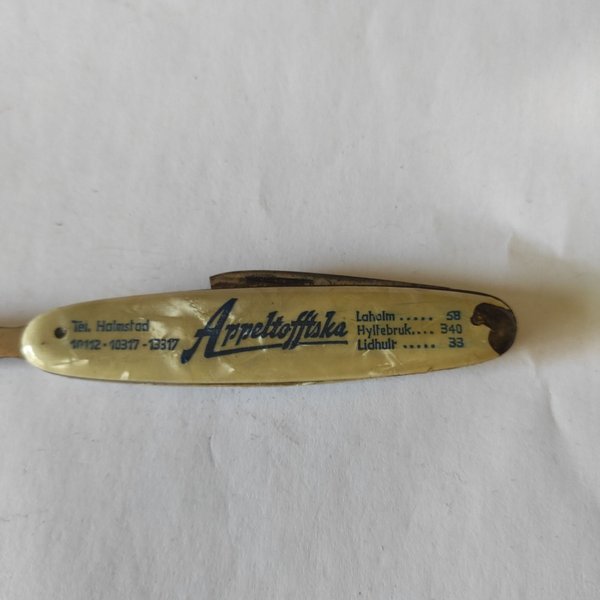 Tel. Halmstad
10112 - 10317 - 13317
Appeltofftska
Laholm ..... 58
Hyltebruk.... 340
Lidhult ..... 33